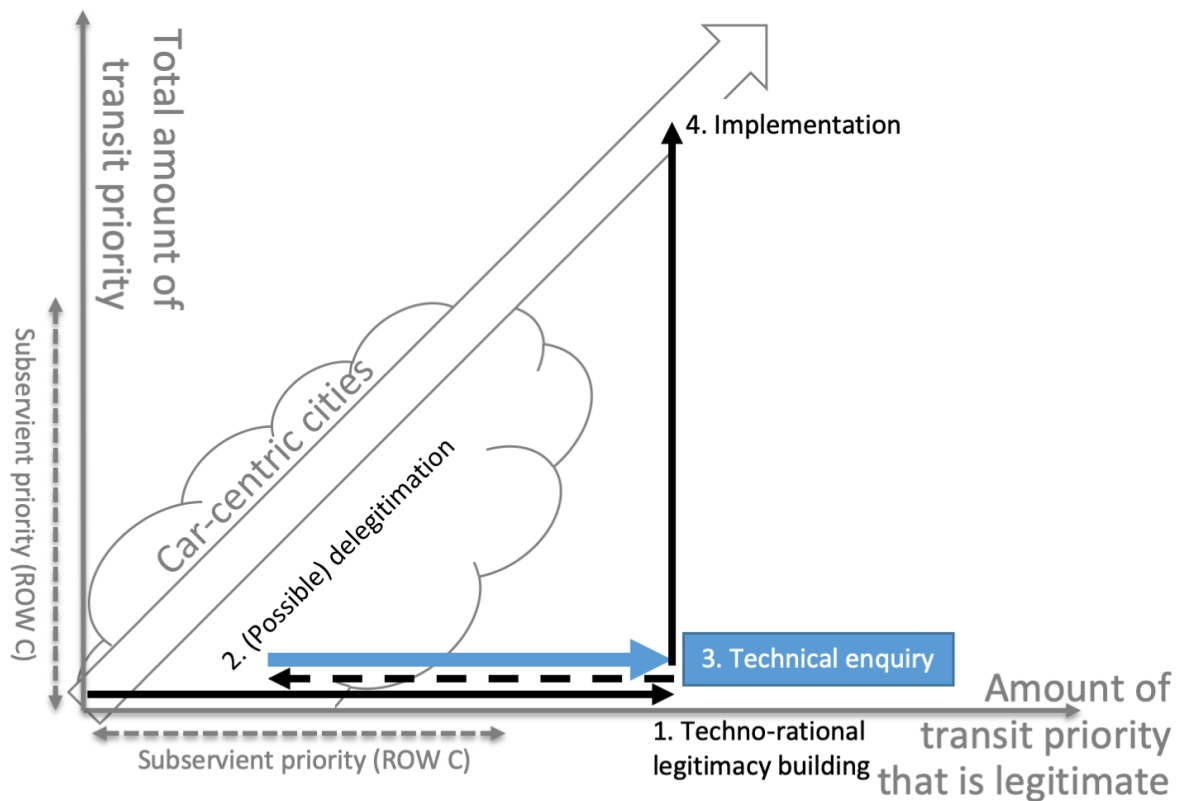 Total amount of
transit priority
4. Implementation
Subservient priority (ROW C)
Car-centric cities
2. (Possible) delegitimation
3. Technical enquiry
Amount of
transit priority
that is legitimate
1. Techno-rational
legitimacy building
Subservient priority (ROW C)